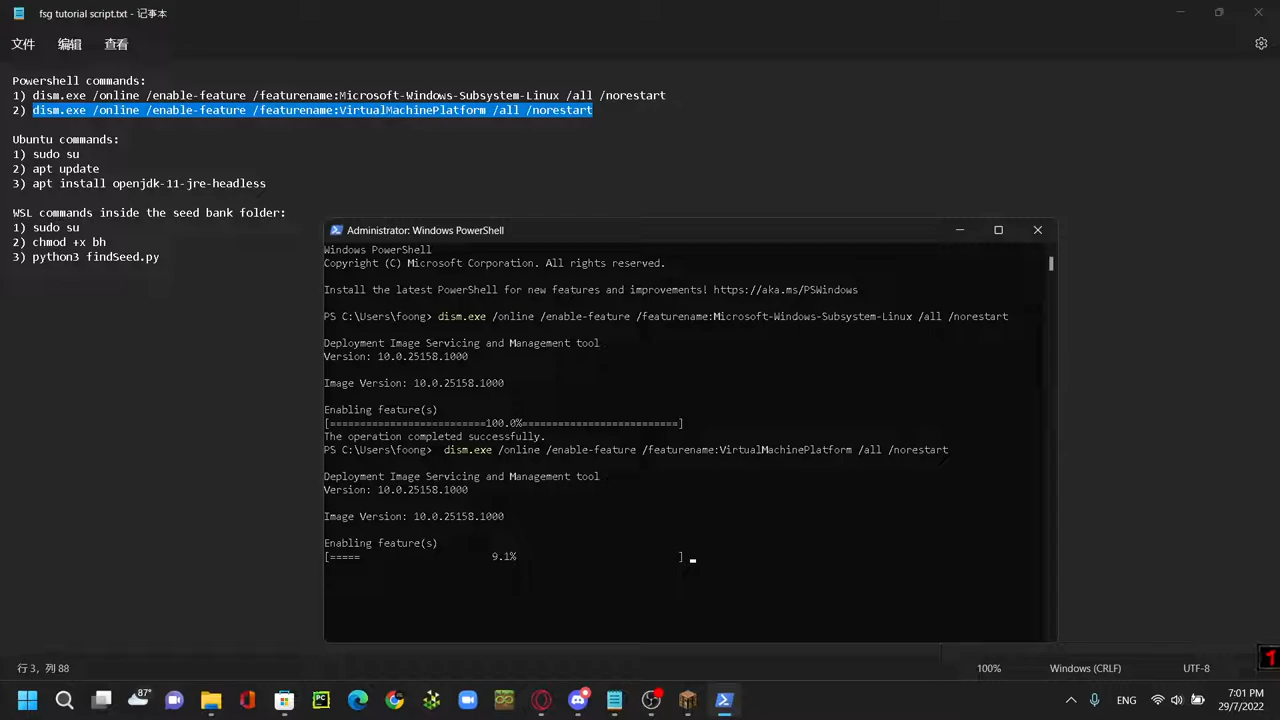 fsg tutorial script.txt - 记事本
文件 编辑 查看
Powershell commands:
1) dism.exe /online /enable-feature /featurename:Microsoft-Windows-Subsystem-Linux /all /norestart
2) dism.exe /online /enable-feature /featurename:VirtualMachinePlatform /all /norestart
Ubuntu commands:
1) sudo su
2) apt update
3) apt install openjdk-11-jre-headless
WSL commands inside the seed bank folder:
1) sudo su
2) chmod +x bh
3) python3 findSeed.py
Administrator: Windows PowerShell
Windows PowerShell
Copyright (C) Microsoft Corporation. All rights reserved.
Install the latest PowerShell for new features and improvements! https://aka.ms/PSWindows
PS C:\Users\foong> dism.exe /online /enable-feature /featurename:Microsoft-Windows-Subsystem-Linux /all /norestart
Deployment Image Servicing and Management tool
Version: 10.0.25158.1000
Image Version: 10.0.25158.1000
Enabling feature(s)
[==========================100.0%==========================]
The operation completed successfully.
PS C:\Users\foong>  dism.exe /online /enable-feature /featurename:VirtualMachinePlatform /all /norestart
Deployment Image Servicing and Management tool
Version: 10.0.25158.1000
Image Version: 10.0.25158.1000
Enabling feature(s)
[=====                      9.1%                           ]
行 3, 列 88
100%
Windows (CRLF)
UTF-8
1
87°
PC
ENG
7:01 PM
29/7/2022